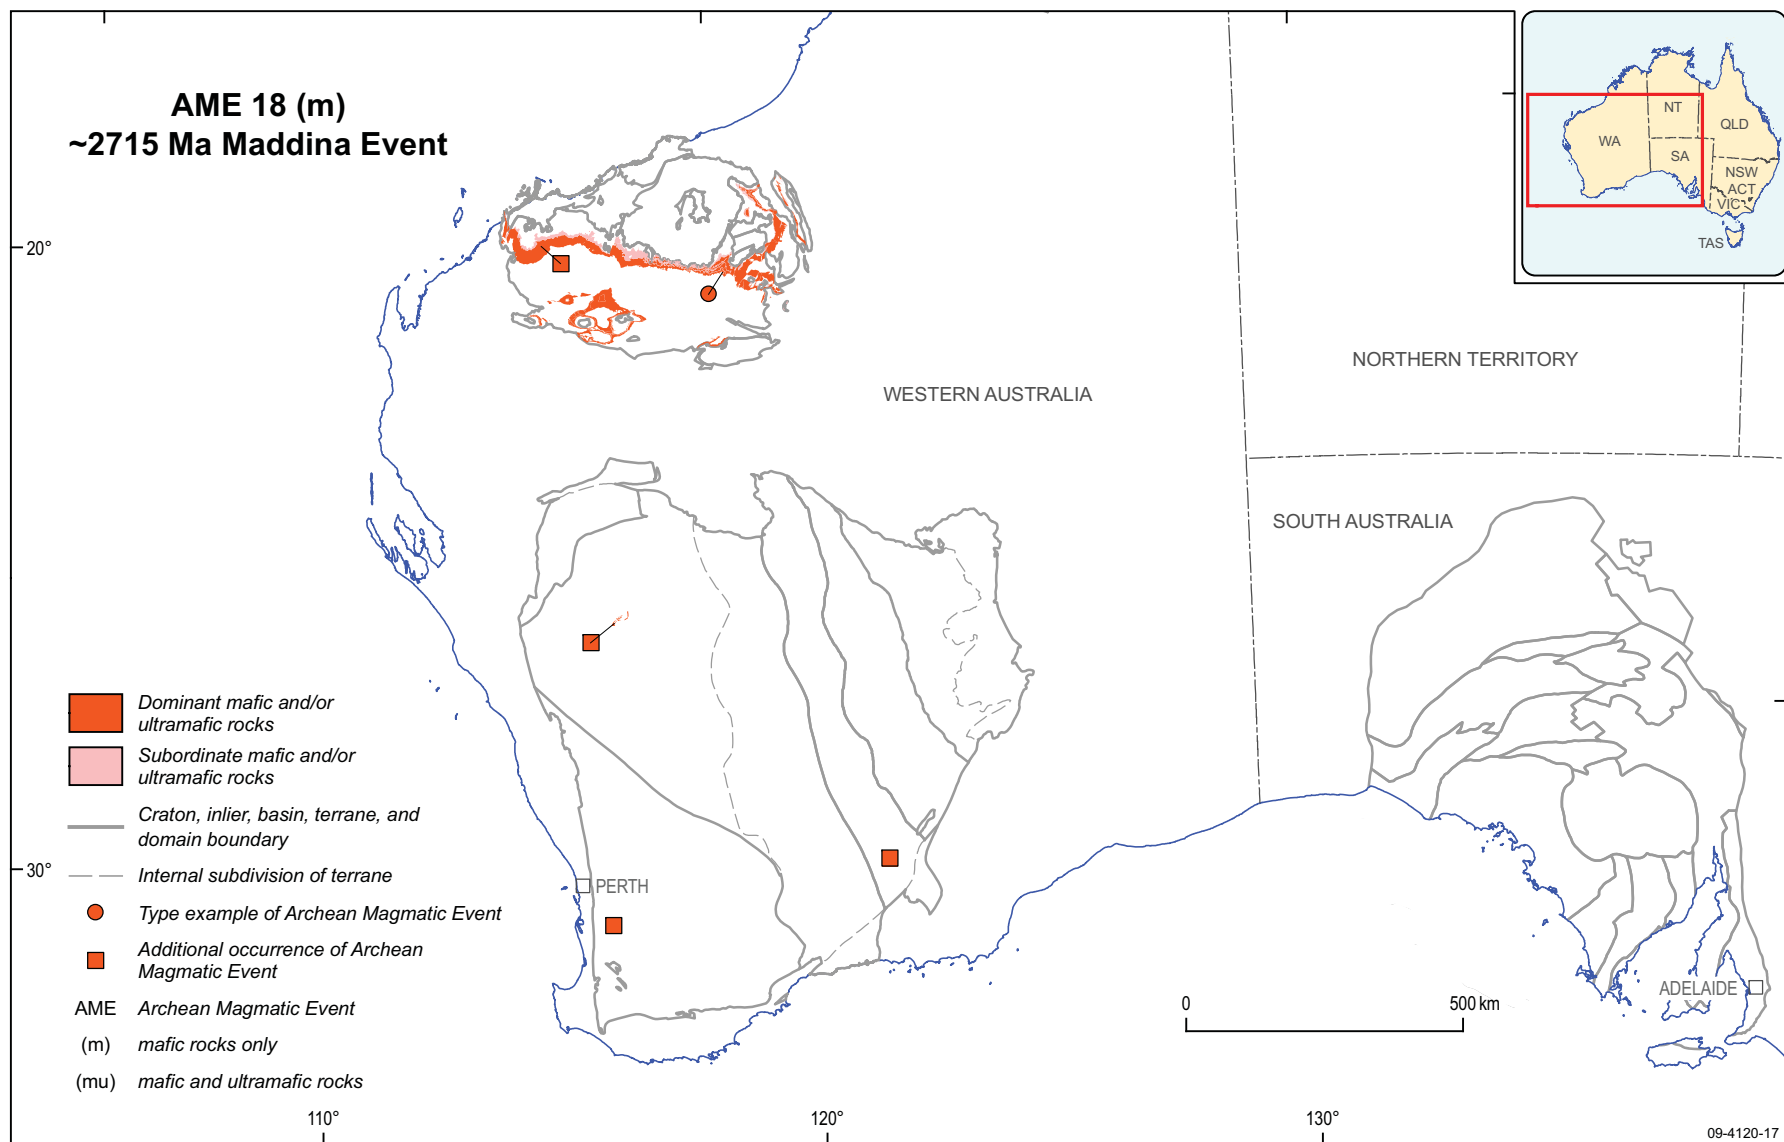 AME 18 (m)
~2715 Ma Maddina Event
NT
QLD
WA
SA
NSW
ACT
VIC
TAS
20°
NORTHERN TERRITORY
WESTERN AUSTRALIA
SOUTH AUSTRALIA
Dominant mafic and/or
ultramafic rocks
Subordinate mafic and/or
ultramafic rocks
Craton, inlier, basin, terrane, and
domain boundary
30°
Internal subdivision of terrane
PERTH
Type example of Archean Magmatic Event
Additional occurrence of Archean
Magmatic Event
ADELAIDE
AME Archean Magmatic Event
0 500 km
(m) mafic rocks only
(mu) mafic and ultramafic rocks
110° 120° 130°
09-4120-17